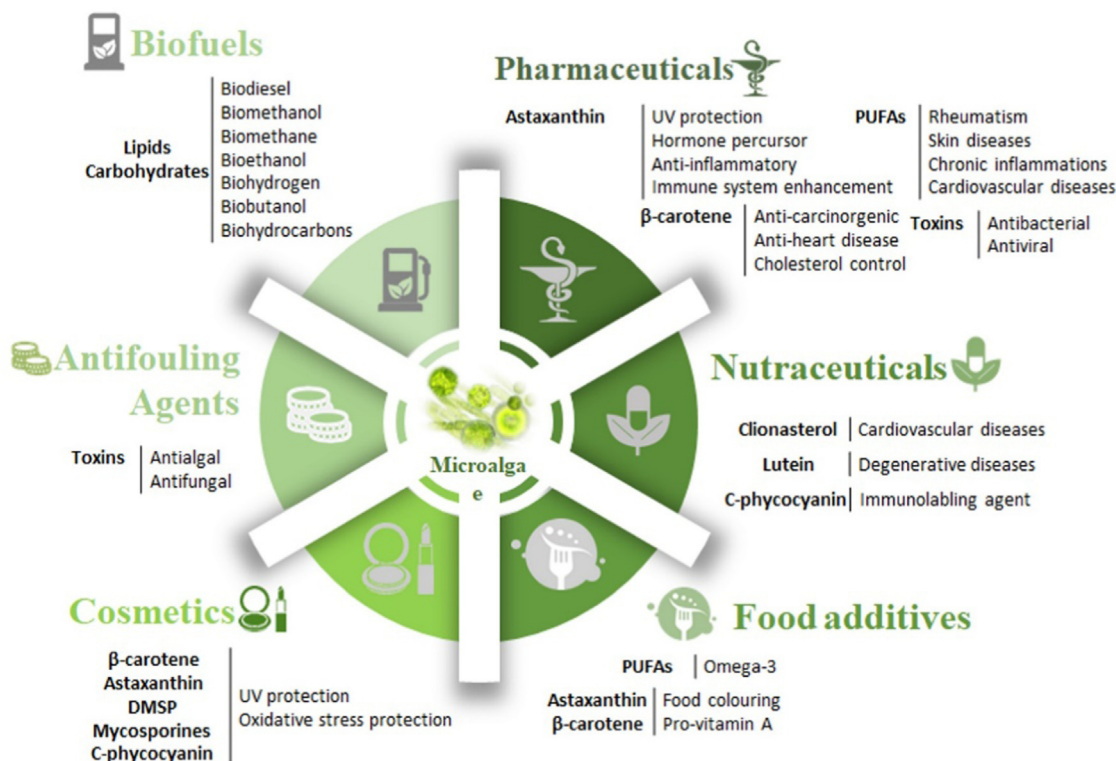 Biofuels
Lipids
Carbohydrates
Biodiesel
Biomethanol
Biomethane
Bioethanol
Biohydrogen
Biobutanol
Biohydrocarbons
Pharmaceuticals
Astaxanthin
UV protection
Hormone percursor
Anti-inflammatory
Immune system enhancement
PUFAs
Rheumatism
Skin diseases
Chronic inflammations
Cardiovascular diseases
β-carotene
Anti-carcinorgenic
Anti-heart disease
Cholesterol control
Toxins
Antibacterial
Antiviral
Antifouling
Agents
Toxins
Antialgal
Antifungal
Microalga
e
Nutraceuticals
Clionasterol
Cardiovascular diseases
Lutein
Degenerative diseases
C-phycocyanin
Immunolabling agent
Cosmetics
β-carotene
Astaxanthin
DMSP
Mycosporines
C-phycocyanin
UV protection
Oxidative stress protection
Food additives
PUFAs
Omega-3
Astaxanthin
β-carotene
Food colouring
Pro-vitamin A